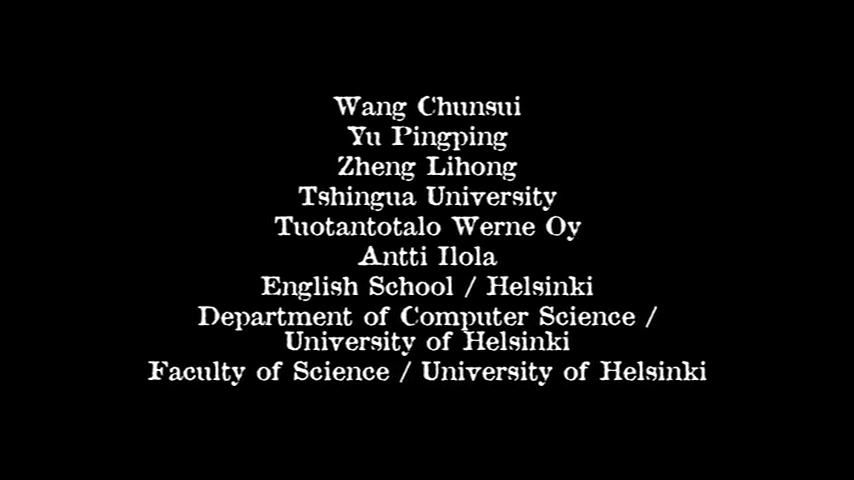 Wang Chunsui
Yu Pingping
Zheng Lihong
Tshingua University
Tuotantotalo Werne Oy
Antti Ilola
English School / Helsinki
Department of Computer Science /
University of Helsinki
Faculty of Science / University of Helsinki